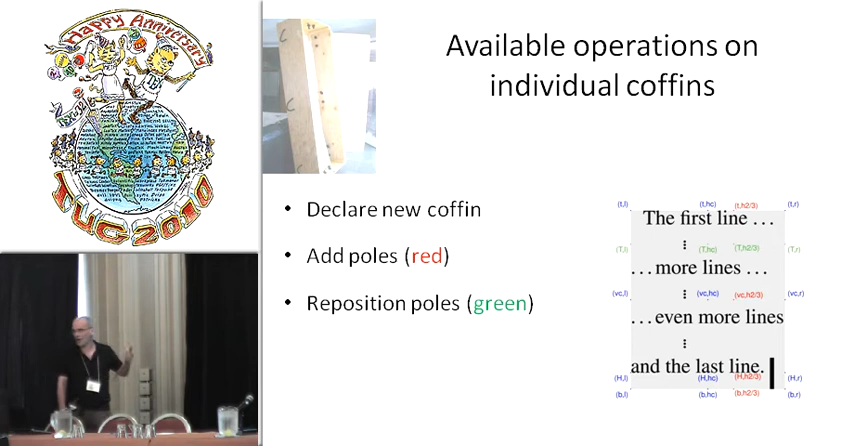 Happy Anniversary
TUG2010
Available operations on
individual coffins
• Declare new coffin
• Add poles (red)
• Reposition poles (green)
(t,l) (t,hc) (t,h2/3) (t,r)
The first line . . .
(T,l) (T,hc) (T,h2/3) (T,r)
. . . more lines . . .
(vc,l) (vc,hc) (vc,h2/3) (vc,r)
. . . even more lines
and the last line.
(H,l) (H,hc) (H,h2/3) (H,r)
(b,l) (b,hc) (b,h2/3) (b,r)